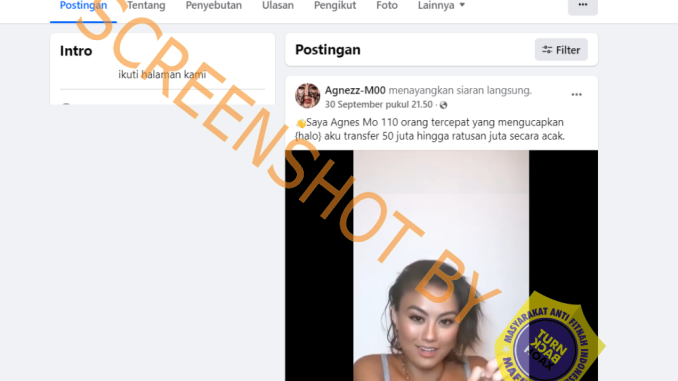 Postingan Tentang Penyebutan Ulasan Pengikut Foto Lainnya
Intro
ikuti halaman kami
Postingan
Filter
Agnezz-M00 menayangkan siaran langsung.
30 September pukul 21.50
👋Saya Agnes Mo 110 orang tercepat yang mengucapkan
{halo} aku transfer 50 juta hingga ratusan juta secara acak.
SCREENSHOT BY
MASYARAKAT ANTI FITNAH INDONES
TURN
BACK
HOAX
MAF